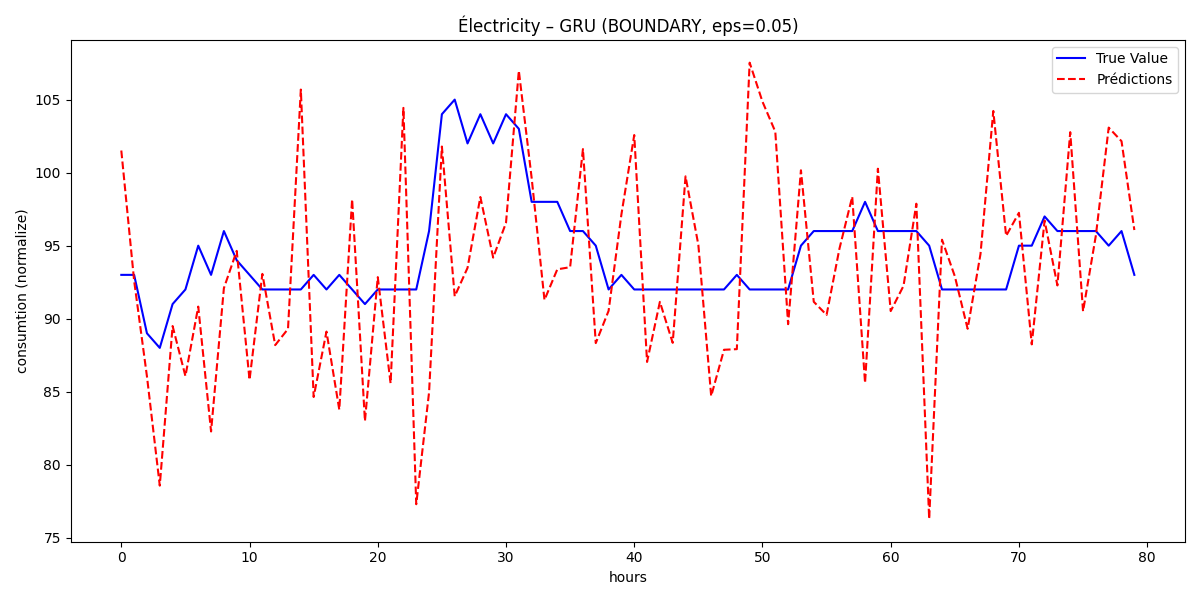 Électricity – GRU (BOUNDARY, eps=0.05)
True Value
Prédictions
consumtion (normalize)
105
100
95
90
85
80
75
0 10 20 30 40 50 60 70 80
hours